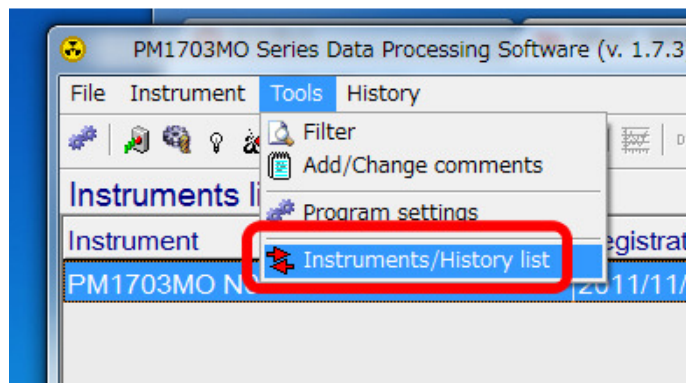 PM1703MO Series Data Processing Software (v. 1.7.3
File Instrument Tools History
Filter
Add/Change comments
Instruments li
Program settings
Instrument
egistrat
Instruments/History list
PM1703MO N
2011/11/